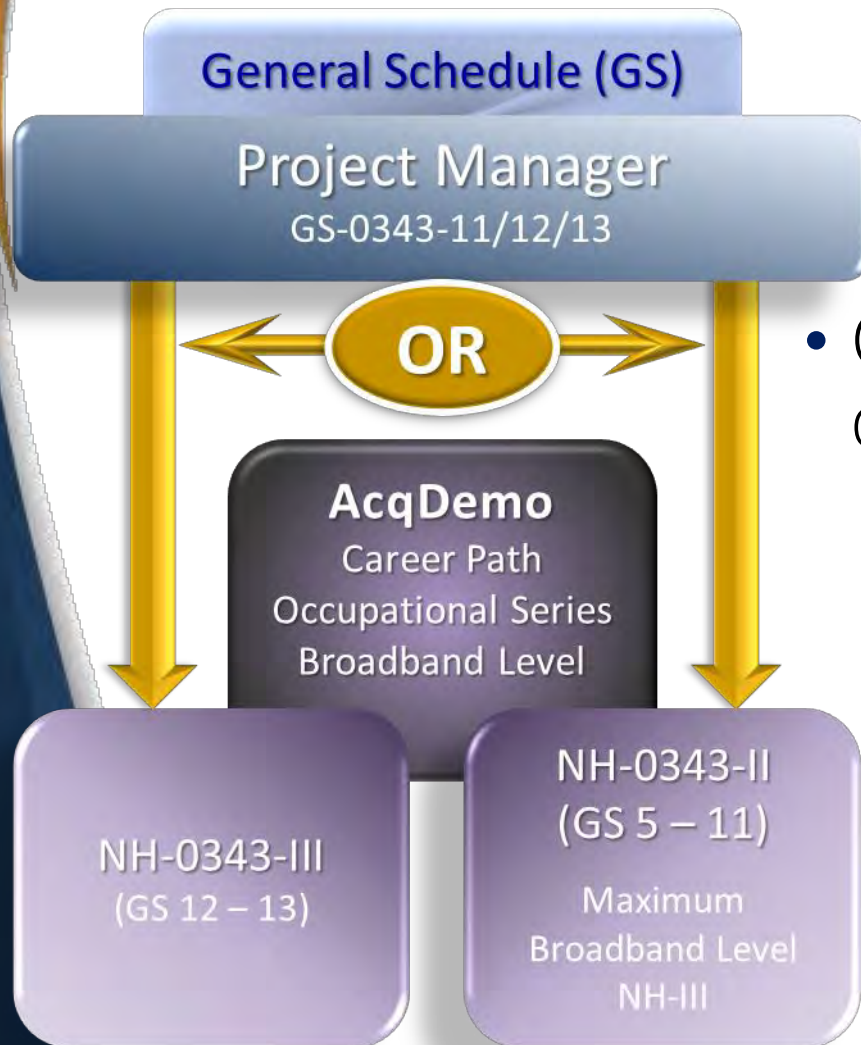 General Schedule (GS)
Project Manager
GS-0343-11/12/13
OR
AcqDemo
Career Path
Occupational Series
Broadband Level
NH-0343-III
(GS 12 – 13)
NH-0343-II
(GS 5 – 11)
Maximum
Broadband Level
NH-III